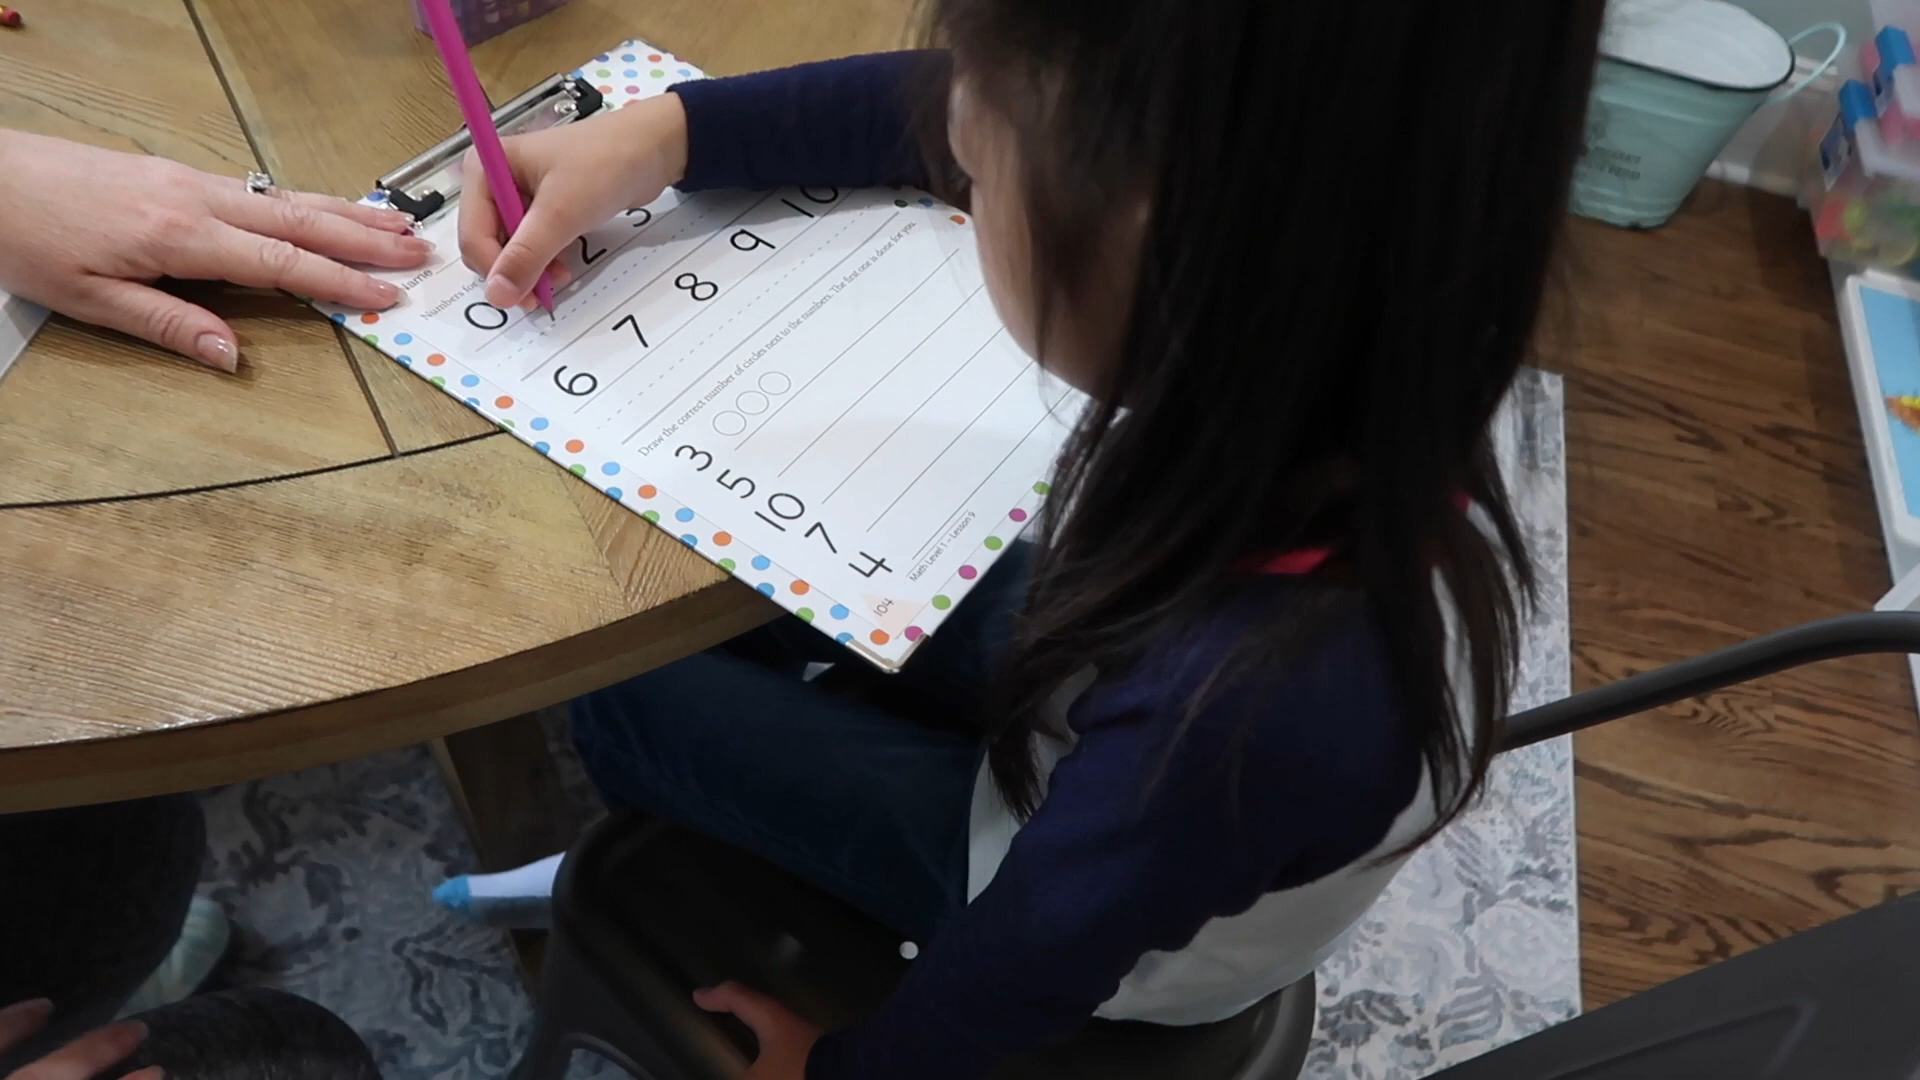 Name
Numbers for
0 2 3
6 7 8 9 10
Draw the correct number of circles next to the numbers. The first one is done for you.
3
5
10
7
4
Math Level 1 - Lesson 9
104